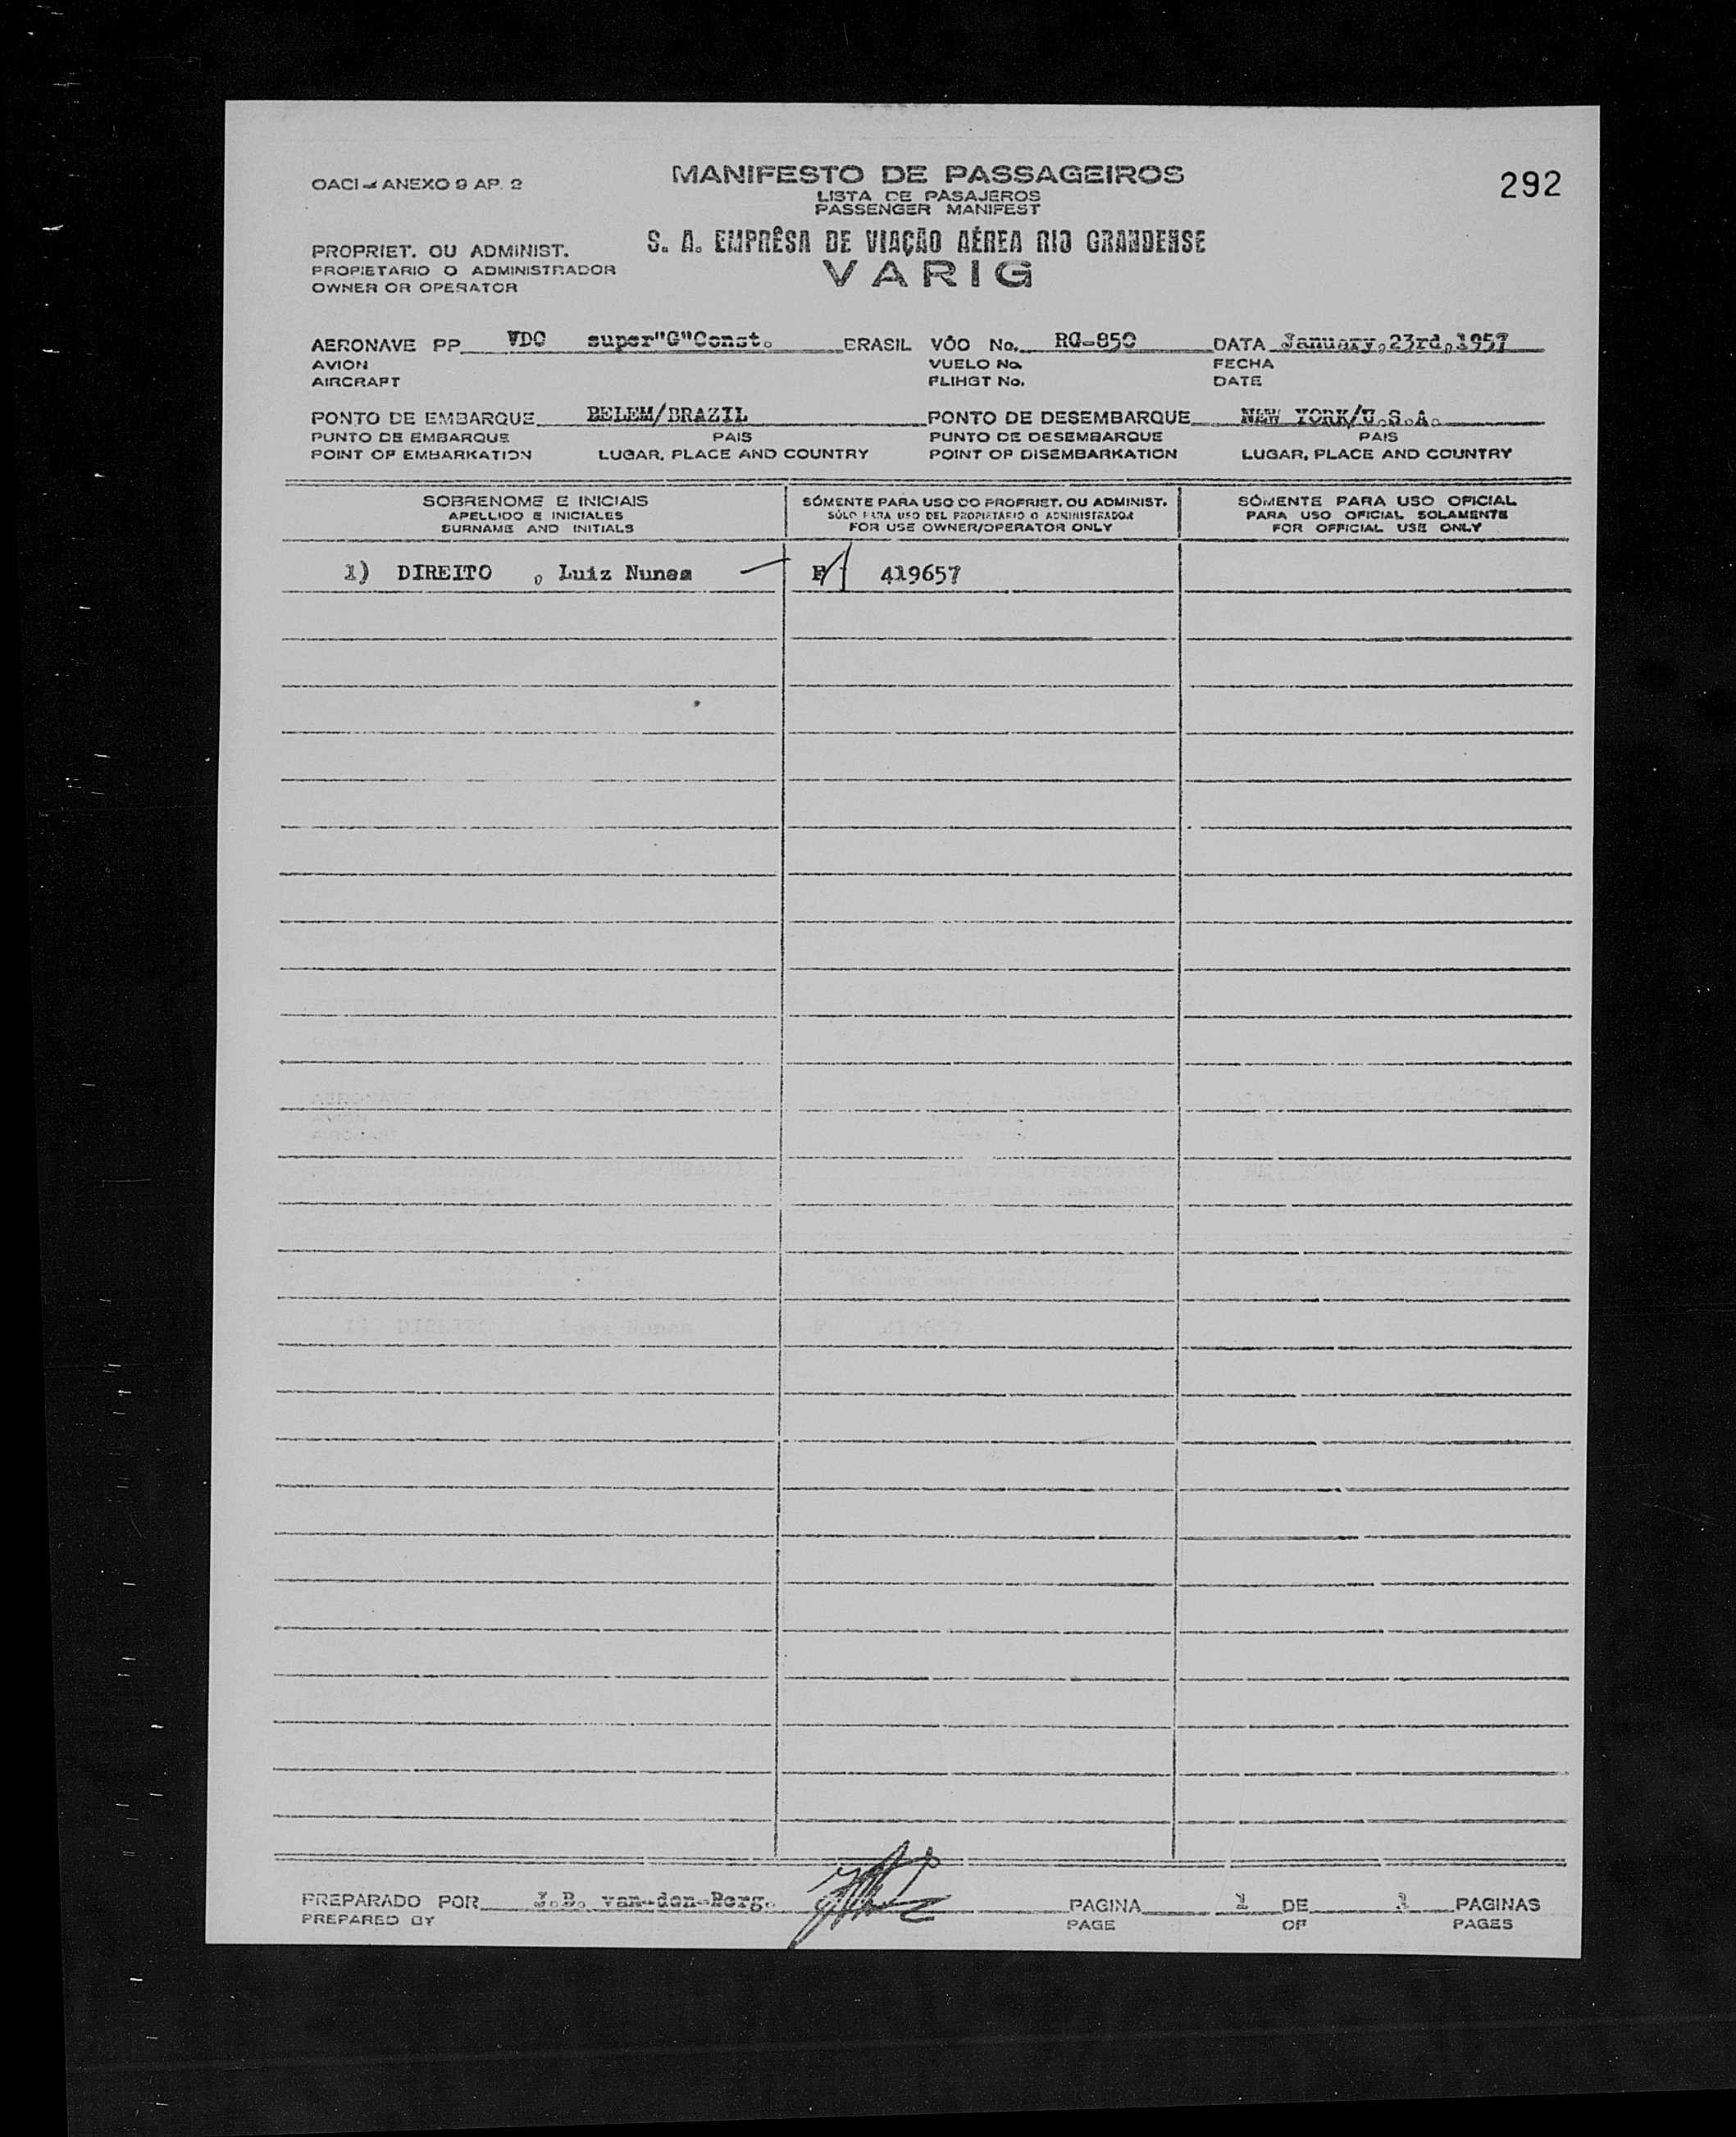 OACI - ANEXO 9 AP. 2
MANIFESTO DE PASSAGEIROS
LISTA DE PASAJEROS
PASSENGER MANIFEST
292
S. A. EMPRÊSA DE VIAÇÃO AÉREA RIO GRANDENSE
VARIG
PROPRIET. OU ADMINIST.
PROPIETARIO O ADMINISTRADOR
OWNER OR OPERATOR
AERONAVE PP VDC super"G"Const. BRASIL VÔO No. RG-850 DATA January,23rd,1957
AVION VUELO No. FECHA
AIRCRAFT FLIHGT No. DATE
PONTO DE EMBARQUE BELEM/BRAZIL PONTO DE DESEMBARQUE NEW YORK/U.S.A.
PUNTO DE EMBARQUE PAIS PUNTO DE DESEMBARQUE PAIS
POINT OF EMBARKATION LUGAR, PLACE AND COUNTRY POINT OF DISEMBARKATION LUGAR, PLACE AND COUNTRY
SOBRENOME E INICIAIS SÓMENTE PARA USO DO PROPRIET. OU ADMINIST. SÓMENTE PARA USO OFICIAL
APELLIDO E INICIALES SÓLO PARA USO DEL PROPIETARIO O ADMINISTRADOR PARA USO OFICIAL SOLAMENTE
SURNAME AND INITIALS FOR USE OWNER/OPERATOR ONLY FOR OFFICIAL USE ONLY
1) DIREITO , Luiz Nunes 419657
PREPARADO POR J.B. van-den-Berg. PAGINA 1 DE 1 PAGINAS
PREPARED BY PAGE OF PAGES